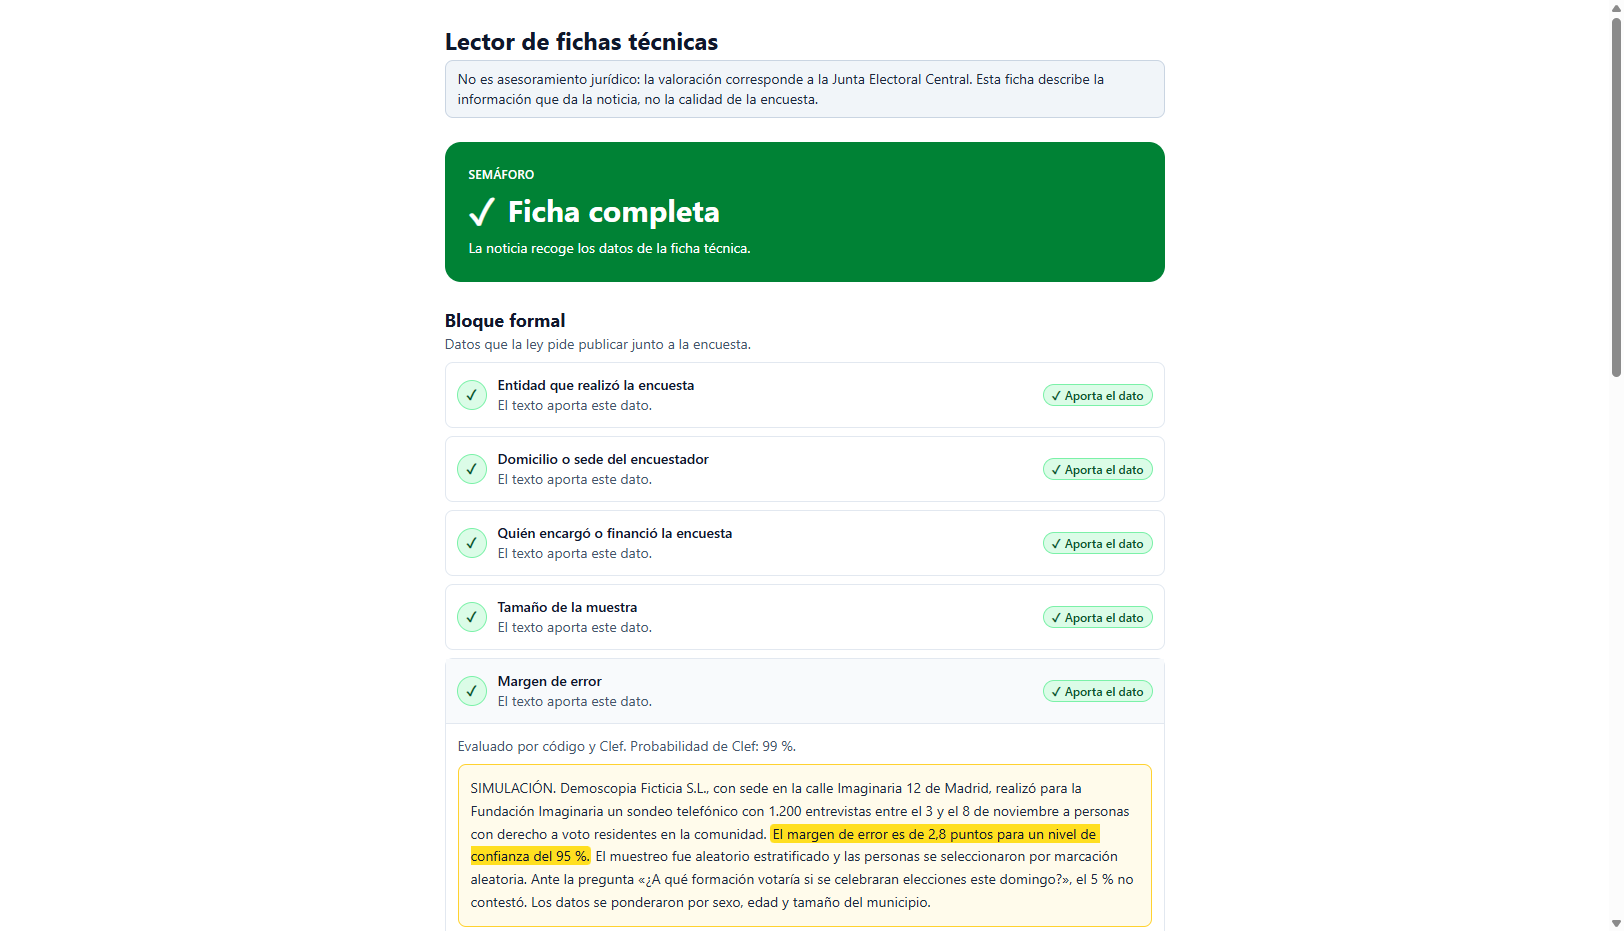 Lector de fichas técnicas
No es asesoramiento jurídico: la valoración corresponde a la Junta Electoral Central. Esta ficha describe la
información que da la noticia, no la calidad de la encuesta.
SEMÁFORO
✓ Ficha completa
La noticia recoge los datos de la ficha técnica.
Bloque formal
Datos que la ley pide publicar junto a la encuesta.
✓ Entidad que realizó la encuesta
El texto aporta este dato.
✓ Aporta el dato
✓ Domicilio o sede del encuestador
El texto aporta este dato.
✓ Aporta el dato
✓ Quién encargó o financió la encuesta
El texto aporta este dato.
✓ Aporta el dato
✓ Tamaño de la muestra
El texto aporta este dato.
✓ Aporta el dato
✓ Margen de error
El texto aporta este dato.
✓ Aporta el dato
Evaluado por código y Clef. Probabilidad de Clef: 99 %.
SIMULACIÓN. Demoscopia Ficticia S.L., con sede en la calle Imaginaria 12 de Madrid, realizó para la
Fundación Imaginaria un sondeo telefónico con 1.200 entrevistas entre el 3 y el 8 de noviembre a personas
con derecho a voto residentes en la comunidad. El margen de error es de 2,8 puntos para un nivel de
confianza del 95 %. El muestreo fue aleatorio estratificado y las personas se seleccionaron por marcación
aleatoria. Ante la pregunta «¿A qué formación votaría si se celebraran elecciones este domingo?», el 5 % no
contestó. Los datos se ponderaron por sexo, edad y tamaño del municipio.